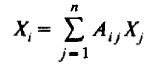 X_i = \sum_{j=1}^{n} A_{ij} X_j